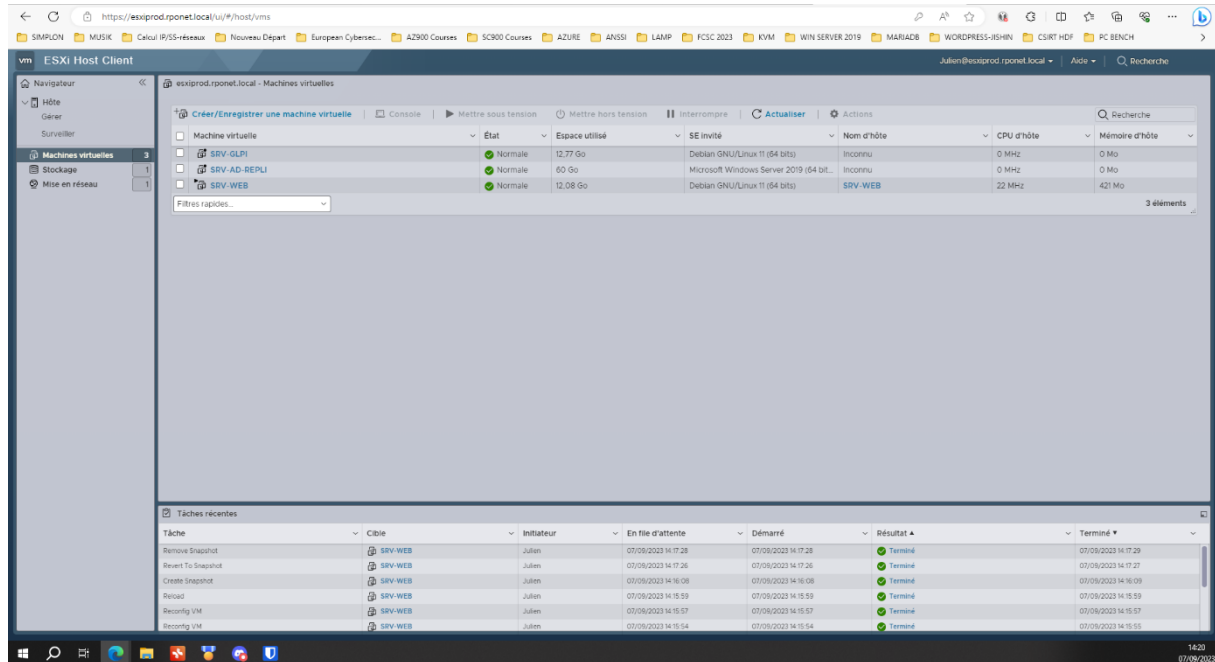 https://esxiprod.rponet.local/ui/#/host/vms
SIMPLON MUSIK Calcul IP/SS-réseaux Nouveau Départ European Cybersec... AZ900 Courses SC900 Courses AZURE ANSSI LAMP FCSC 2023 KVM WIN SERVER 2019 MARIADB WORDPRESS-JISHIN CSIRT HDF PC BENCH
vm ESXi Host Client Julien@esxiprod.rponet.local Aide Recherche
Navigateur esxiprod.rponet.local - Machines virtuelles
Hôte
Gérer
Surveiller
Machines virtuelles 3
Stockage 1
Mise en réseau 1
Créer/Enregistrer une machine virtuelle Console Mettre sous tension Mettre hors tension Interrompre Actualiser Actions Recherche
Machine virtuelle État Espace utilisé SE invité Nom d'hôte CPU d'hôte Mémoire d'hôte
SRV-GLPI Normale 12,77 Go Debian GNU/Linux 11 (64 bits) Inconnu 0 MHz 0 Mo
SRV-AD-REPLI Normale 60 Go Microsoft Windows Server 2019 (64 bit... Inconnu 0 MHz 0 Mo
SRV-WEB Normale 12,08 Go Debian GNU/Linux 11 (64 bits) SRV-WEB 22 MHz 421 Mo
Filtres rapides... 3 éléments
Tâches récentes
Tâche Cible Initiateur En file d'attente Démarré Résultat Terminé
Remove Snapshot SRV-WEB Julien 07/09/2023 14:17:28 07/09/2023 14:17:28 Terminé 07/09/2023 14:17:29
Revert To Snapshot SRV-WEB Julien 07/09/2023 14:17:26 07/09/2023 14:17:26 Terminé 07/09/2023 14:17:27
Create Snapshot SRV-WEB Julien 07/09/2023 14:16:08 07/09/2023 14:16:08 Terminé 07/09/2023 14:16:09
Reload SRV-WEB Julien 07/09/2023 14:15:59 07/09/2023 14:15:59 Terminé 07/09/2023 14:15:59
Reconfig VM SRV-WEB Julien 07/09/2023 14:15:57 07/09/2023 14:15:57 Terminé 07/09/2023 14:15:57
Reconfig VM SRV-WEB Julien 07/09/2023 14:15:54 07/09/2023 14:15:54 Terminé 07/09/2023 14:15:55
14:20
07/09/2023